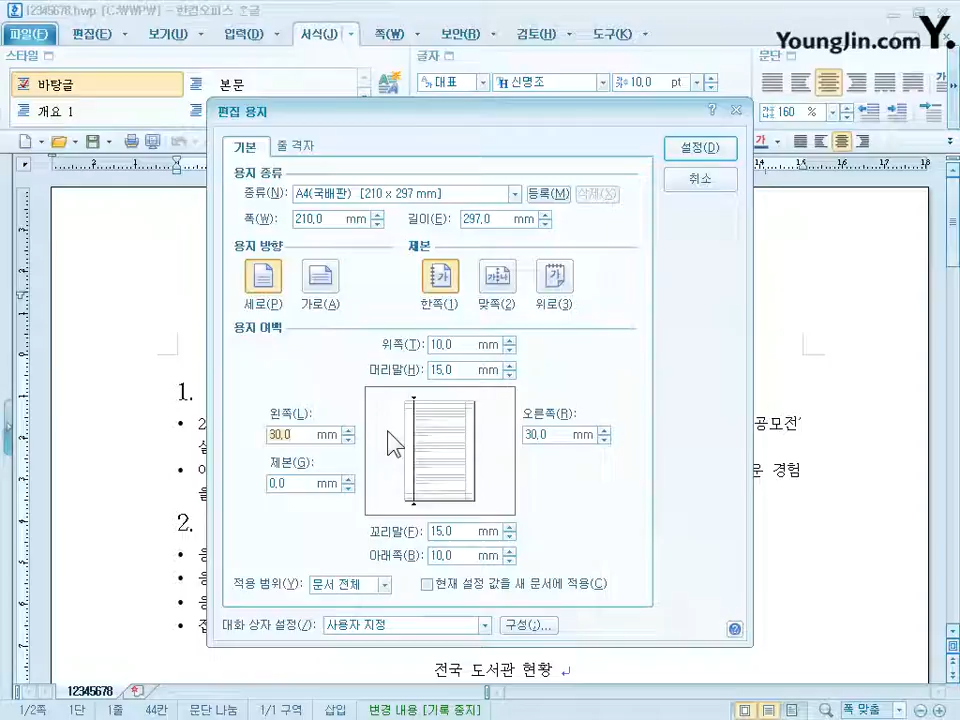 12345678.hwp [C:\WWPW] - 한컴오피스 한글
파일(F) 편집(E) 보기(U) 입력(D) 서식(J) 쪽(W) 보안(R) 검토(H) 도구(K)
YoungJin.com Y.
스타일 글자 문단
바탕글 본문 대표 신명조 10,0 pt
개요 1 160 %
편집 용지
기본 줄 격자 설정(D)
용지 종류 취소
종류(N): A4(국배판) [210 x 297 mm] 등록(M) 삭제(X)
폭(W): 210,0 mm 길이(E): 297,0 mm
용지 방향 제본
세로(P) 가로(A) 한쪽(1) 맞쪽(2) 위로(3)
용지 여백
위쪽(T): 10,0 mm
머리말(H): 15,0 mm
왼쪽(L): 오른쪽(R):
30,0 mm 30,0 mm
제본(G):
0,0 mm
꼬리말(F): 15,0 mm
아래쪽(B): 10,0 mm
적용 범위(Y): 문서 전체 현재 설정 값을 새 문서에 적용(C)
대화 상자 설정(/): 사용자 지정 구성(;)...
1.
2 공모전'
경험
2.
전국 도서관 현황
12345678
1/2쪽 1단 1줄 44칸 문단 나눔 1/1 구역 삽입 변경 내용 [기록 중지] 폭 맞춤